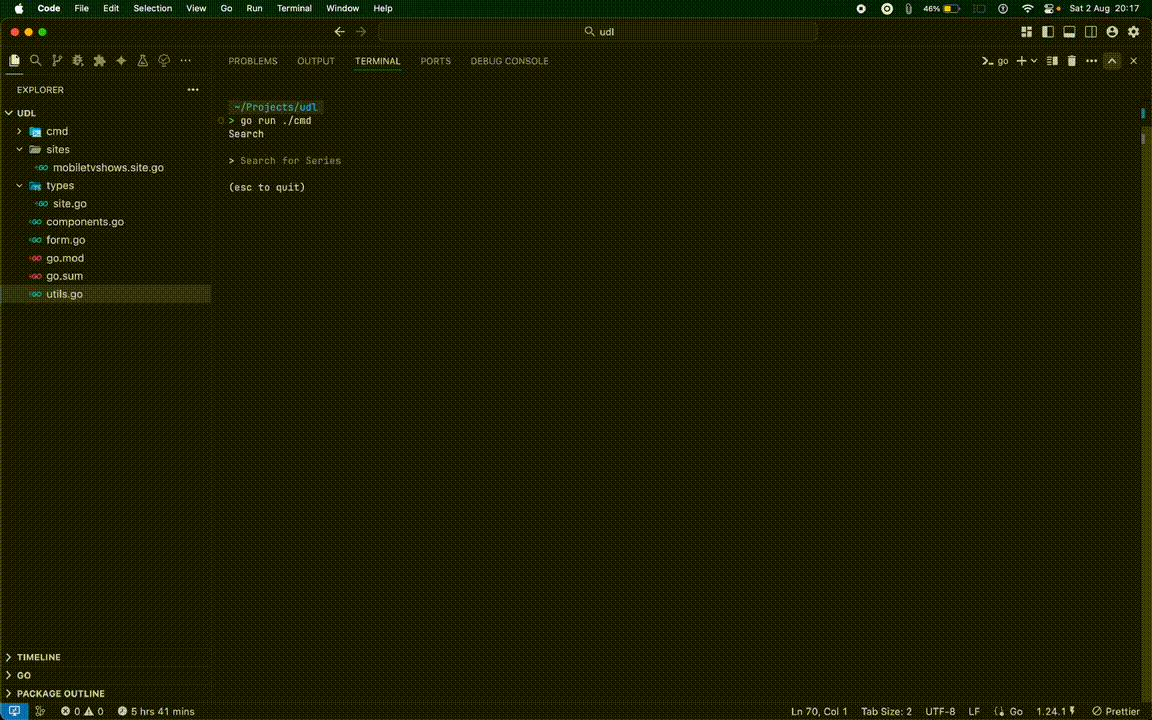 Code File Edit Selection View Go Run Terminal Window Help 46% Sat 2 Aug 20:17
udl
PROBLEMS OUTPUT TERMINAL PORTS DEBUG CONSOLE go
EXPLORER
UDL
cmd
sites
mobiletvshows.site.go
types
site.go
components.go
form.go
go.mod
go.sum
utils.go
TIMELINE
GO
PACKAGE OUTLINE
~/Projects/udl
> go run ./cmd
Search
> Search for Series
(esc to quit)
0 0 5 hrs 41 mins Ln 70, Col 1 Tab Size: 2 UTF-8 LF Go 1.24.1 Prettier